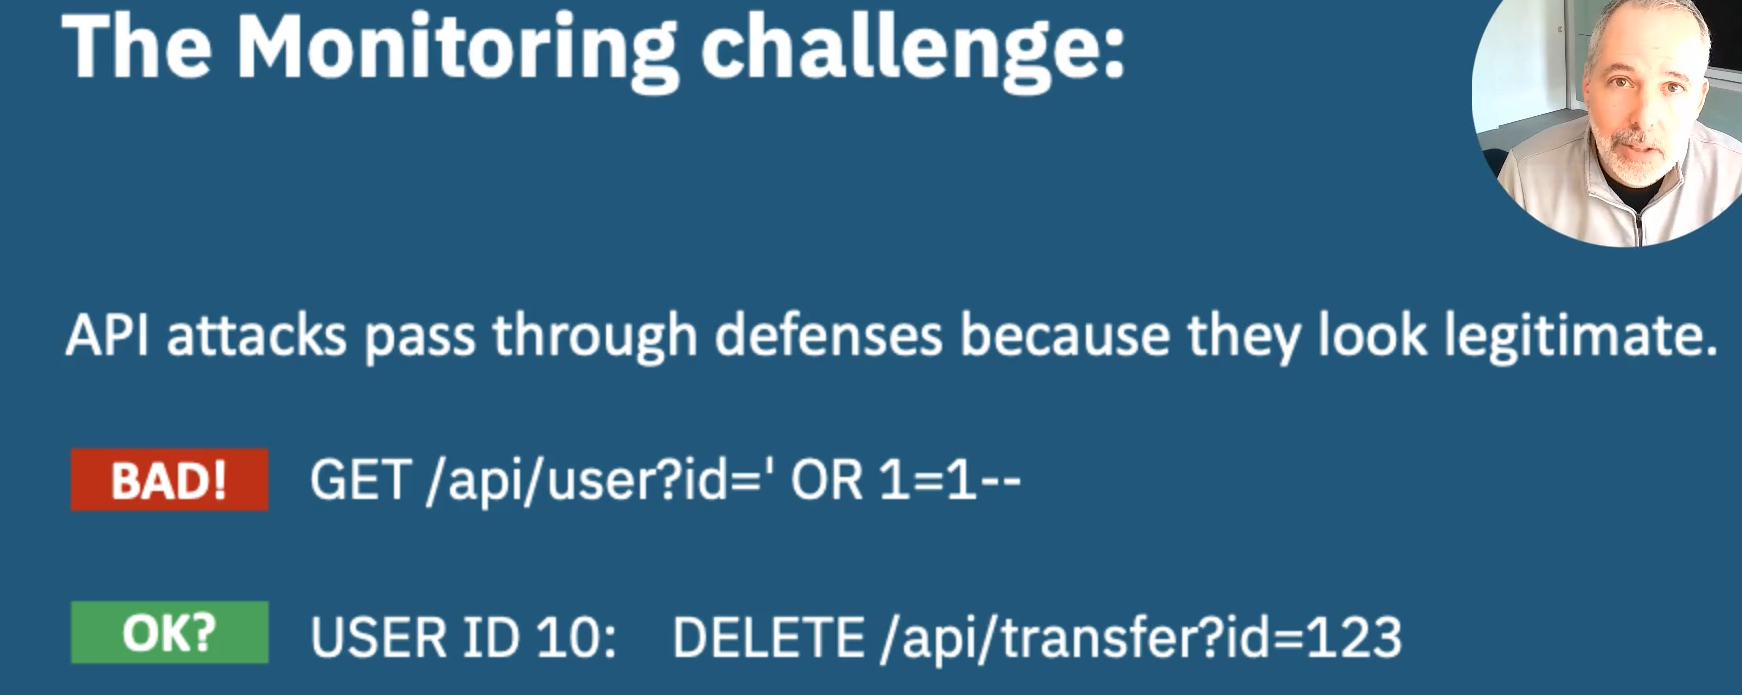 The Monitoring challenge:
API attacks pass through defenses because they look legitimate.
BAD! GET /api/user?id=' OR 1=1--
OK? USER ID 10: DELETE /api/transfer?id=123